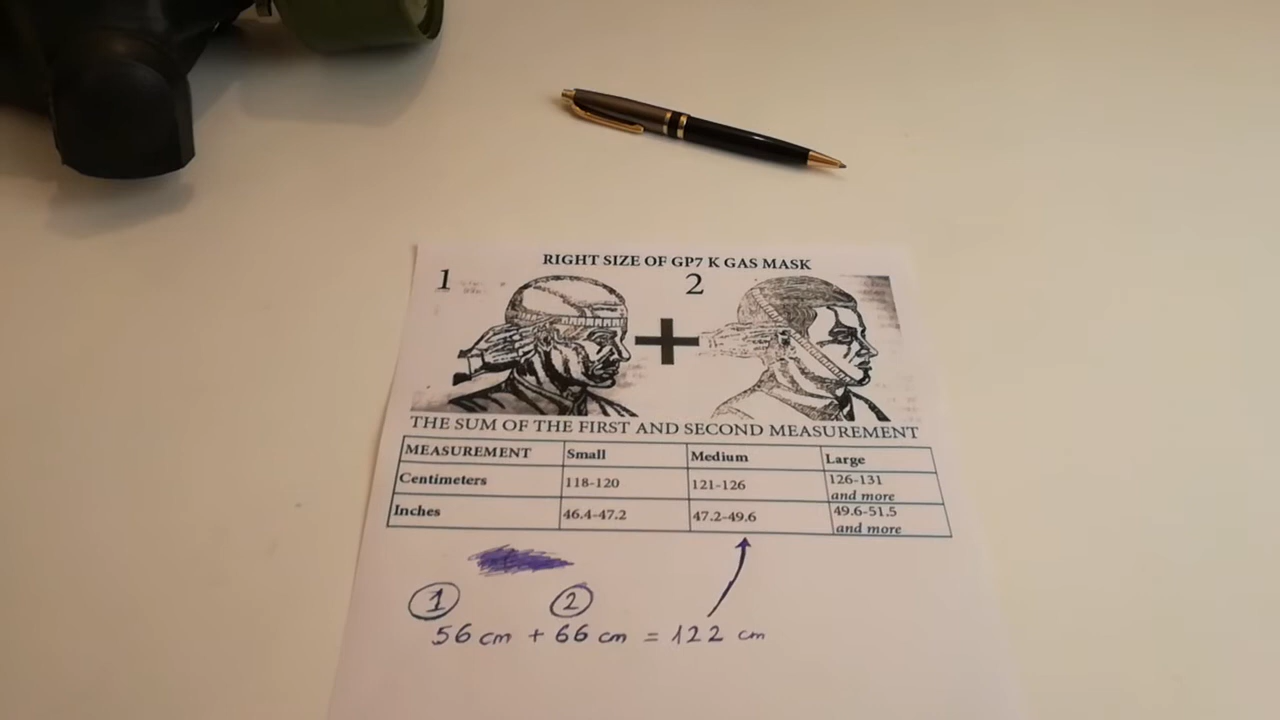 RIGHT SIZE OF GP7 K GAS MASK
1 2
THE SUM OF THE FIRST AND SECOND MEASUREMENT
MEASUREMENT Small Medium Large
Centimeters 118-120 121-126 126-131
and more
Inches 46.4-47.2 47.2-49.6 49.6-51.5
and more
1 2
56 cm + 66 cm = 122 cm